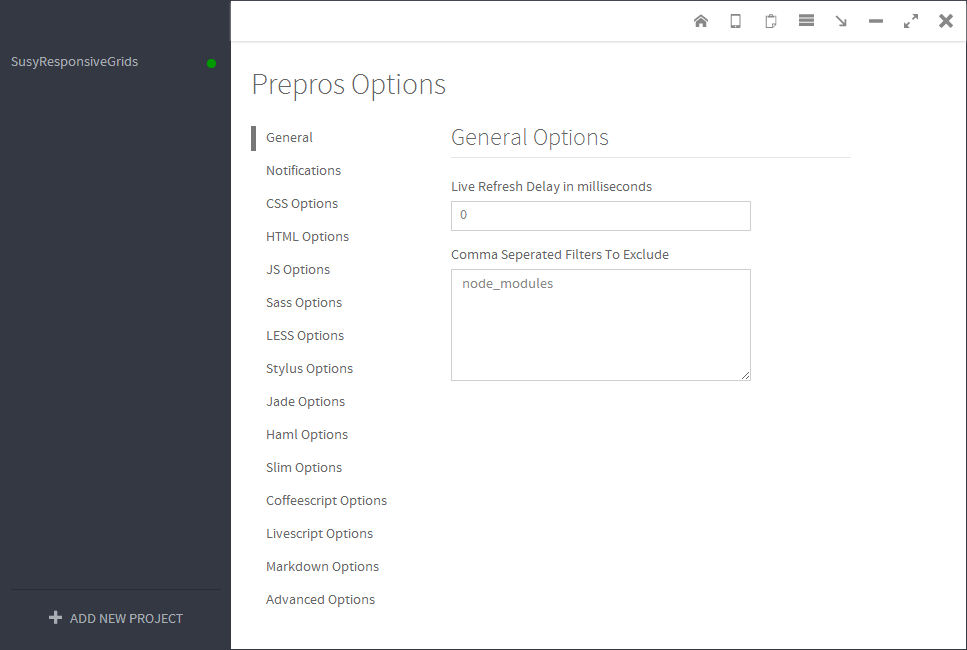 SusyResponsiveGrids
ADD NEW PROJECT
Prepros Options
General
Notifications
CSS Options
HTML Options
JS Options
Sass Options
LESS Options
Stylus Options
Jade Options
Haml Options
Slim Options
Coffeescript Options
Livescript Options
Markdown Options
Advanced Options
General Options
Live Refresh Delay in milliseconds
0
Comma Seperated Filters To Exclude
node_modules